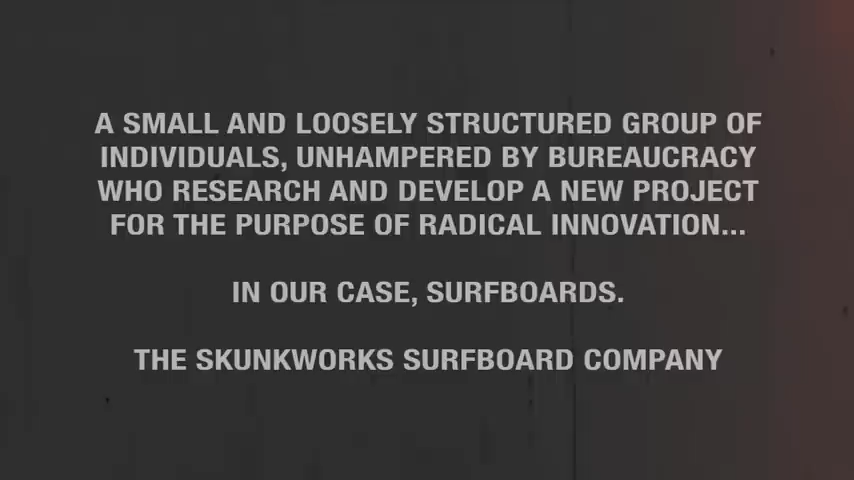 A SMALL AND LOOSELY STRUCTURED GROUP OF
INDIVIDUALS, UNHAMPERED BY BUREAUCRACY
WHO RESEARCH AND DEVELOP A NEW PROJECT
FOR THE PURPOSE OF RADICAL INNOVATION...
IN OUR CASE, SURFBOARDS.
THE SKUNKWORKS SURFBOARD COMPANY